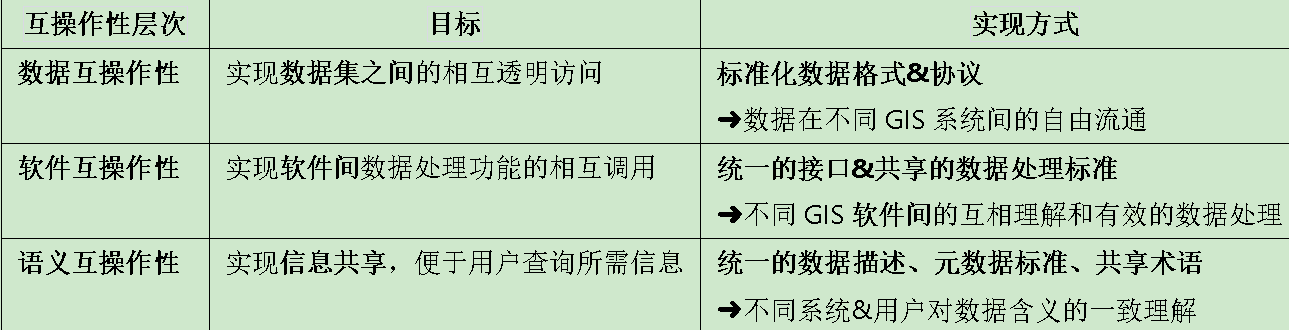 互操作性层次 目标 实现方式
数据互操作性 实现数据集之间的相互透明访问 标准化数据格式&协议
➜数据在不同 GIS 系统间的自由流通
软件互操作性 实现软件间数据处理功能的相互调用 统一的接口&共享的数据处理标准
➜不同 GIS 软件间的互相理解和有效的数据处理
语义互操作性 实现信息共享，便于用户查询所需信息 统一的数据描述、元数据标准、共享术语
➜不同系统&用户对数据含义的一致理解